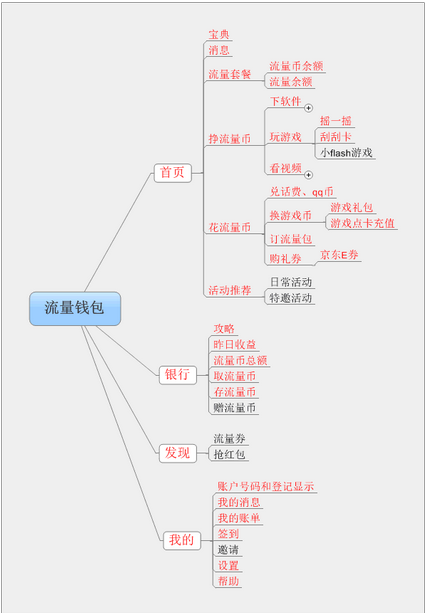 流量钱包
首页
宝典
消息
流量套餐
流量币余额
流量余额
挣流量币
下软件
玩游戏
摇一摇
刮刮卡
小flash游戏
看视频
花流量币
兑话费、qq币
换游戏币
游戏礼包
游戏点卡充值
订流量包
购礼券
京东E券
活动推荐
日常活动
特邀活动
银行
攻略
昨日收益
流量币总额
取流量币
存流量币
赠流量币
发现
流量券
抢红包
我的
账户号码和登记显示
我的消息
我的账单
签到
邀请
设置
帮助